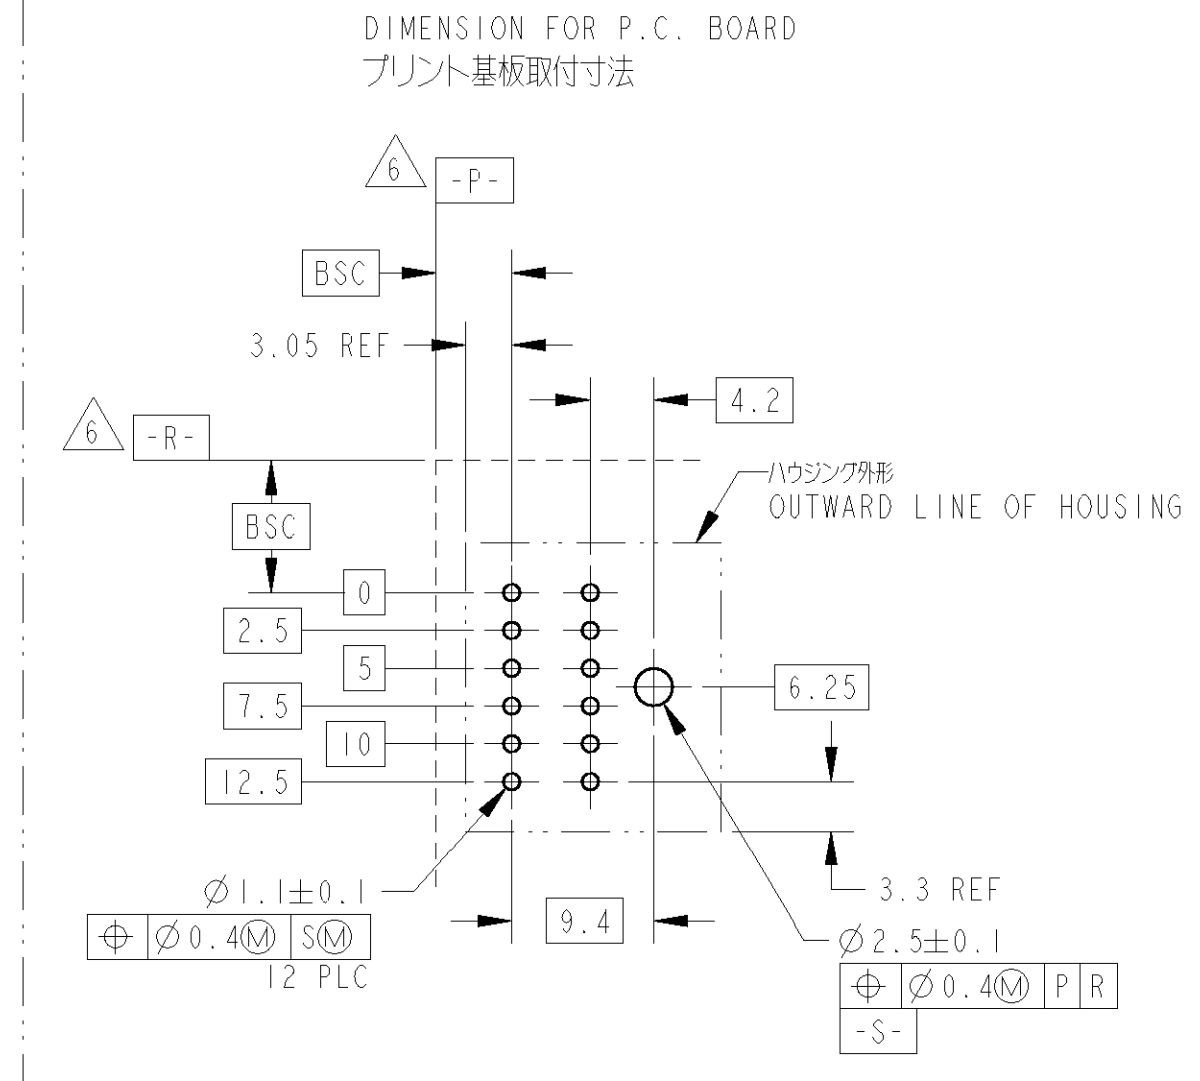 DIMENSION FOR P.C. BOARD
プリント基板取付寸法
6
-P-
BSC
3.05 REF
4.2
6
-R-
ハウジング外形
OUTWARD LINE OF HOUSING
BSC
0
2.5
5
7.5
6.25
10
12.5
3.3 REF
Ø1.1±0.1
⌖ Ø0.4Ⓜ SⓂ
12 PLC
9.4
Ø2.5±0.1
⌖ Ø0.4Ⓜ P R
-S-